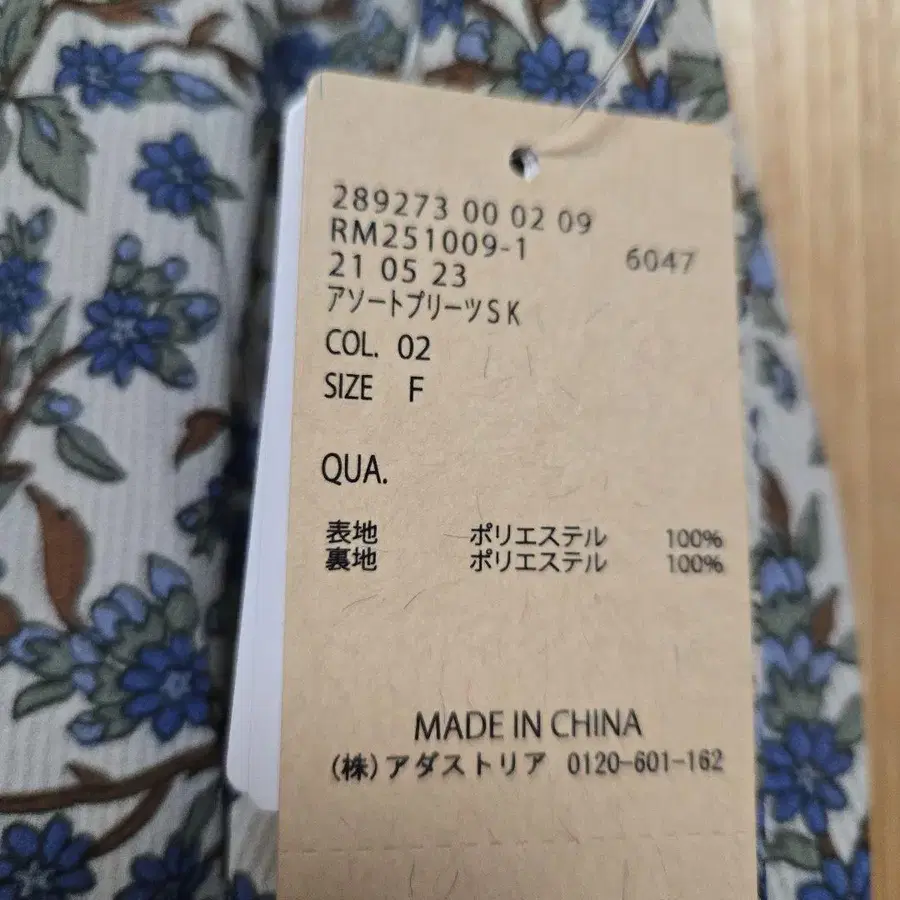 289273 00 02 09
RM251009-1
6047
21 05 23
アソートプリーツSK
COL. 02
SIZE F
QUA.
表地 ポリエステル 100%
裏地 ポリエステル 100%
MADE IN CHINA
(株)アダストリア 0120-601-162